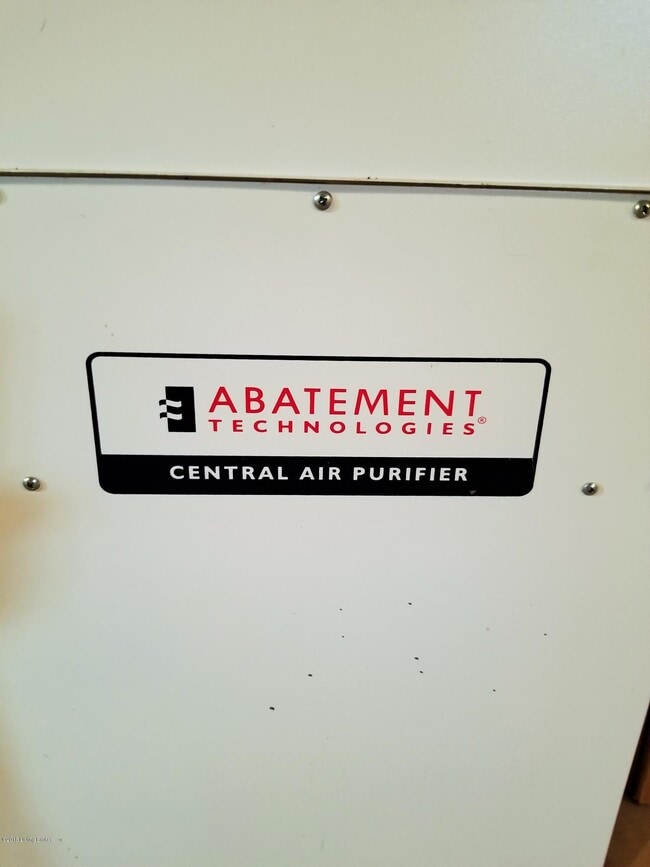 ABATEMENT
TECHNOLOGIES®
CENTRAL AIR PURIFIER